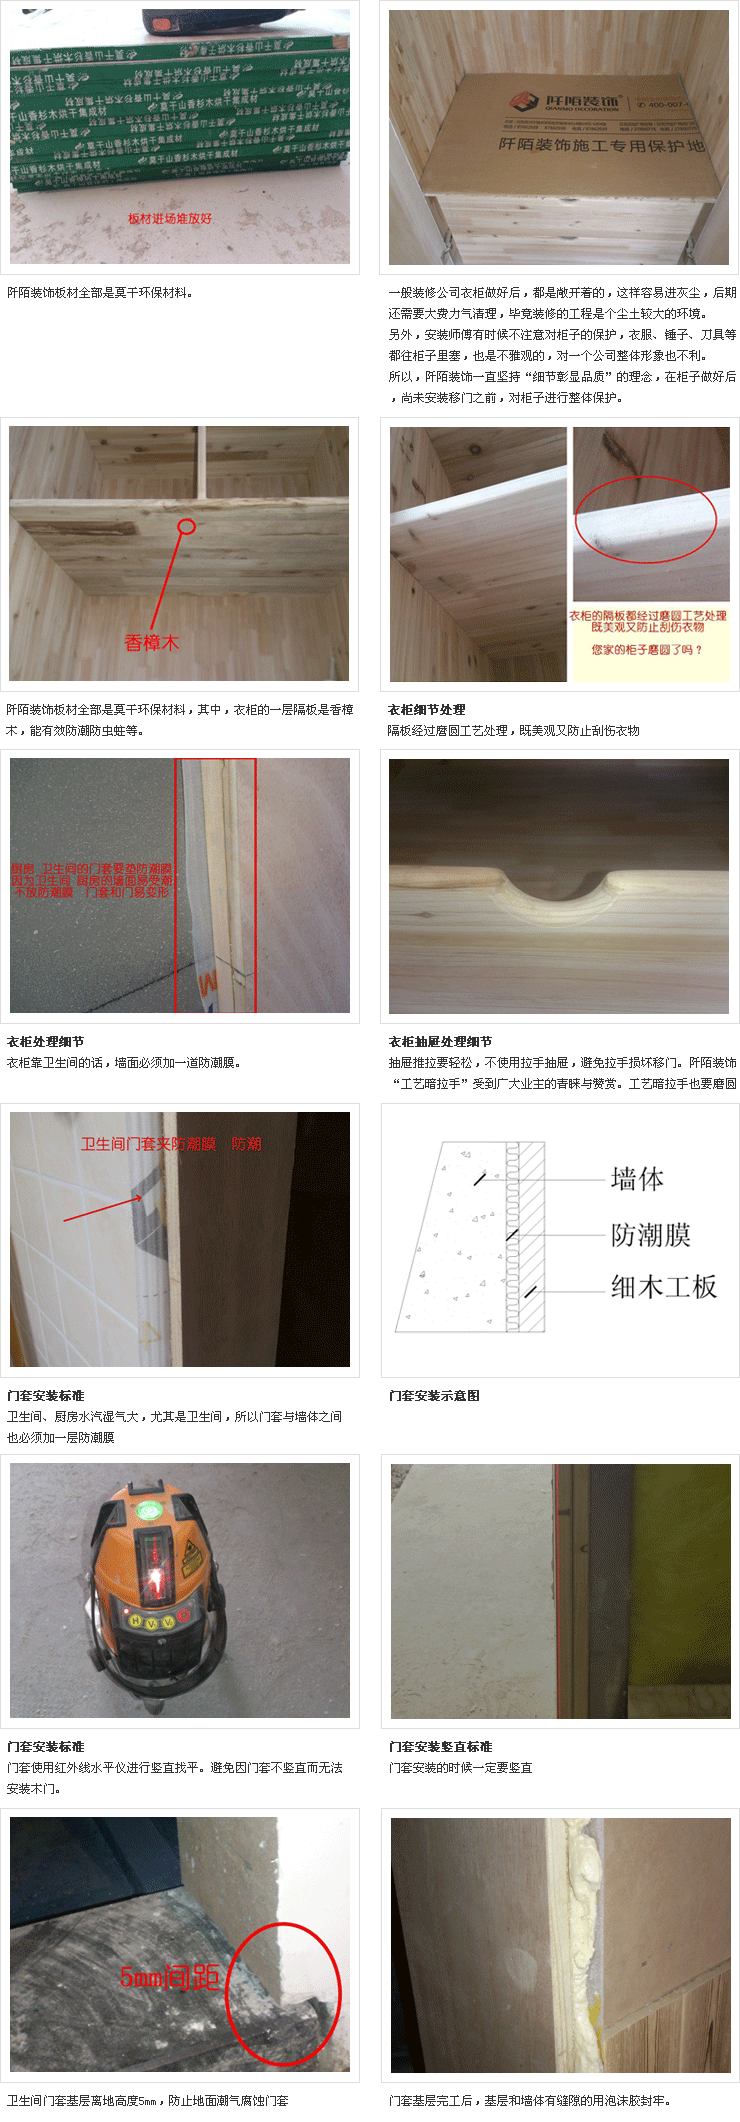 莫干山香杉木烘干集成材
板材进场堆放好
阡陌装饰
QIANMO DECORATION
400-007-
阡陌装饰施工专用保护地
阡陌装饰板材全部是莫干环保材料。
一般装修公司衣柜做好后，都是敞开着的，这样容易进灰尘，后期
还需要大费力气清理，毕竟装修的工程是个尘土较大的环境。
另外，安装师傅有时候不注意对柜子的保护，衣服、锤子、刀具等
都往柜子里塞，也是不雅观的，对一个公司整体形象也不利。
所以，阡陌装饰一直坚持“细节彰显品质”的理念，在柜子做好后
，尚未安装移门之前，对柜子进行整体保护。
香樟木
衣柜的隔板都经过磨圆工艺处理
既美观又防止刮伤衣物
您家的柜子磨圆了吗？
阡陌装饰板材全部是莫干环保材料，其中，衣柜的一层隔板是香樟
木，能有效防潮防虫蛀等。
衣柜细节处理
隔板经过磨圆工艺处理，既美观又防止刮伤衣物
厨房 卫生间的门套要垫防潮膜
因为卫生间 厨房的墙面易受潮
不放防潮膜 门套和门易变形
衣柜处理细节
衣柜靠卫生间的话，墙面必须加一道防潮膜。
衣柜抽屉处理细节
抽屉推拉要轻松，不使用拉手抽屉，避免拉手损坏移门。阡陌装饰
“工艺暗拉手”受到广大业主的青睐与赞赏。工艺暗拉手也要磨圆
卫生间门套夹防潮膜 防潮
墙体
防潮膜
细木工板
门套安装标准
卫生间、厨房水汽湿气大，尤其是卫生间，所以门套与墙体之间
也必须加一层防潮膜
门套安装示意图
H V V
门套安装标准
门套使用红外线水平仪进行竖直找平。避免因门套不竖直而无法
安装木门。
门套安装竖直标准
门套安装的时候一定要竖直
5mm间距
卫生间门套基层离地高度5mm，防止地面潮气腐蚀门套
门套基层完工后，基层和墙体有缝隙的用泡沫胶封牢。